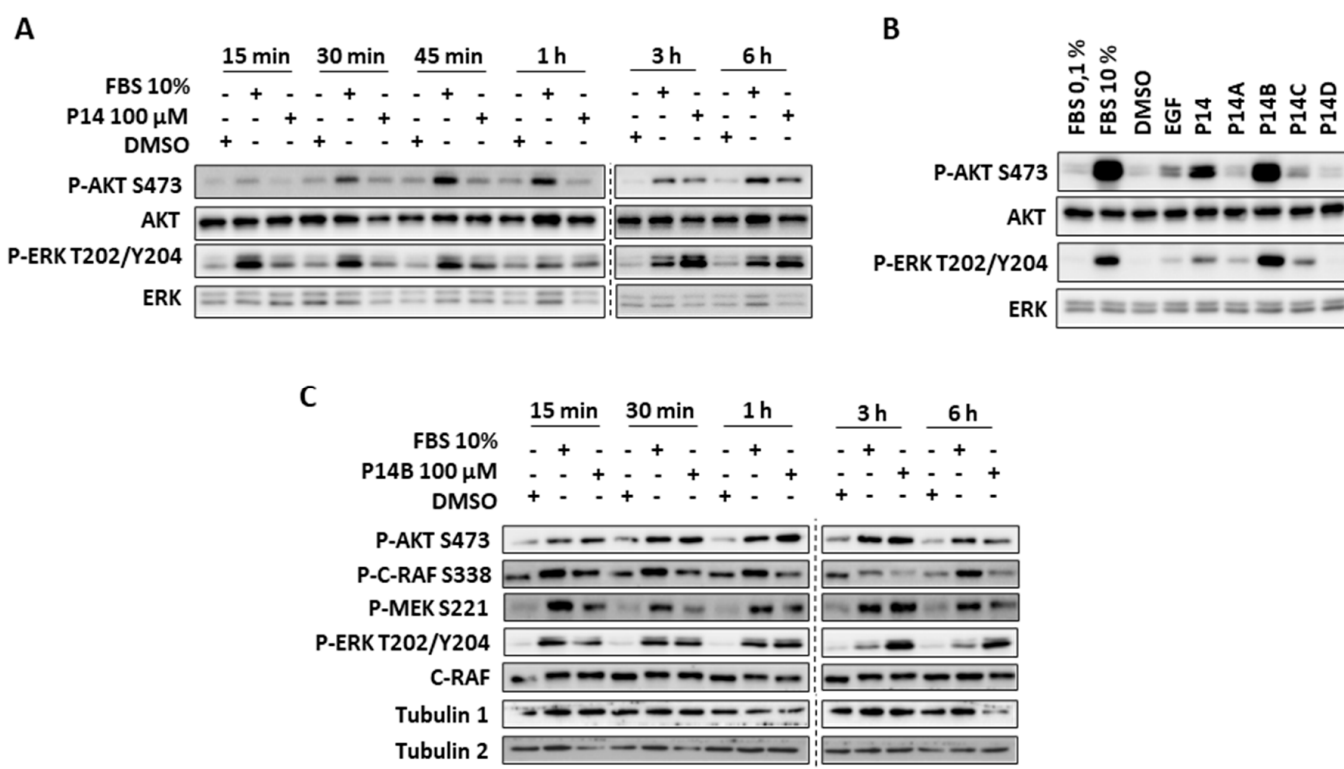 A
15 min 30 min 45 min 1 h 3 h 6 h
FBS 10% - + - - + - - + - - + - - + - - + -
P14 100 µM - - + - - + - - + - - + - - + - - +
DMSO + - - + - - + - - + - - + - - + - -
P-AKT S473
AKT
P-ERK T202/Y204
ERK
B
FBS 0,1 %
FBS 10 %
DMSO
EGF
P14
P14A
P14B
P14C
P14D
P-AKT S473
AKT
P-ERK T202/Y204
ERK
C
15 min 30 min 1 h 3 h 6 h
FBS 10% - + - - + - - + - - + - - + -
P14B 100 µM - - + - - + - - + - - + - - +
DMSO + - - + - - + - - + - - + - -
P-AKT S473
P-C-RAF S338
P-MEK S221
P-ERK T202/Y204
C-RAF
Tubulin 1
Tubulin 2